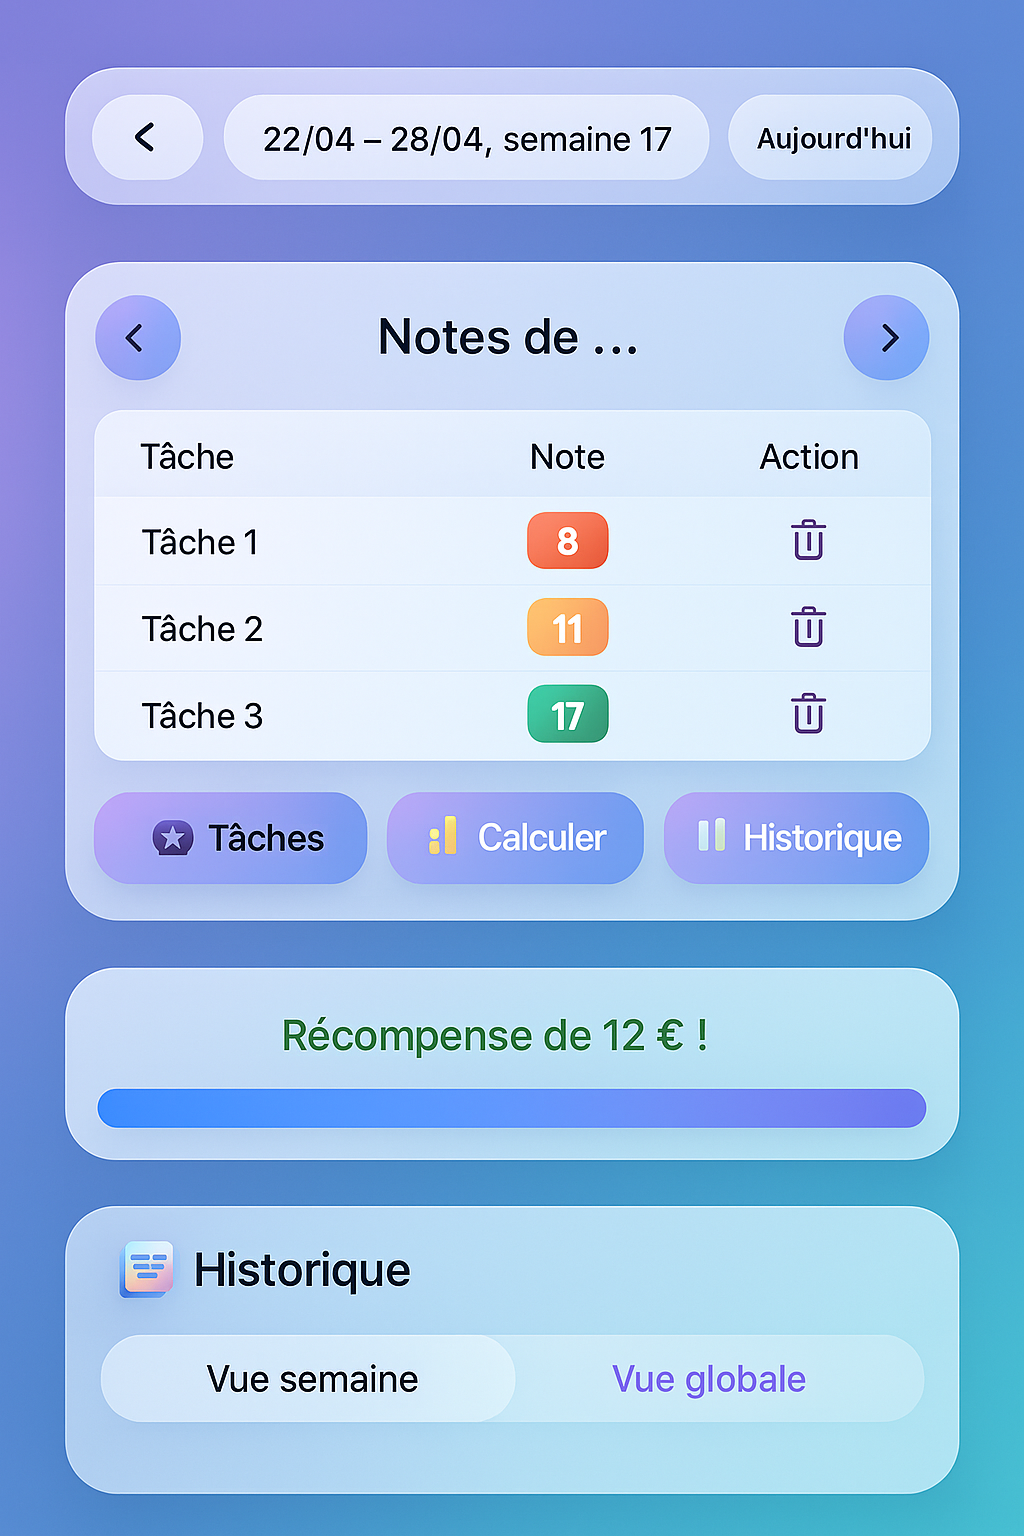 22/04 – 28/04, semaine 17
Aujourd'hui
Notes de ...
Tâche Note Action
Tâche 1 8
Tâche 2 11
Tâche 3 17
Tâches Calculer Historique
Récompense de 12 € !
Historique
Vue semaine Vue globale